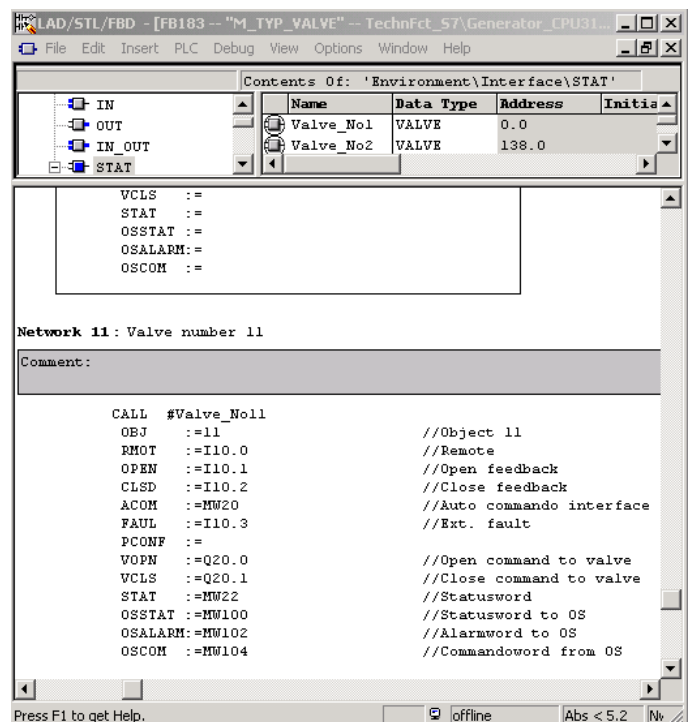 LAD/STL/FBD - [FB183 -- "M_TYP_VALVE" -- TechnFct_S7\Generator_CPU31...
File Edit Insert PLC Debug View Options Window Help
Contents Of: 'Environment\Interface\STAT'
IN
OUT
IN_OUT
STAT
Name Data Type Address Initia
Valve_No1 VALVE 0.0
Valve_No2 VALVE 138.0
VCLS :=
STAT :=
OSSTAT :=
OSALARM:=
OSCOM :=
Network 11 : Valve number 11
Comment:
CALL #Valve_No11
OBJ :=11 //Object 11
RMOT :=I10.0 //Remote
OPEN :=I10.1 //Open feedback
CLSD :=I10.2 //Close feedback
ACOM :=MW20 //Auto commando interface
FAUL :=I10.3 //Ext. fault
PCONF :=
VOPN :=Q20.0 //Open command to valve
VCLS :=Q20.1 //Close command to valve
STAT :=MW22 //Statusword
OSSTAT :=MW100 //Statusword to OS
OSALARM:=MW102 //Alarmword to OS
OSCOM :=MW104 //Commandoword from OS
Press F1 to get Help. offline Abs < 5.2